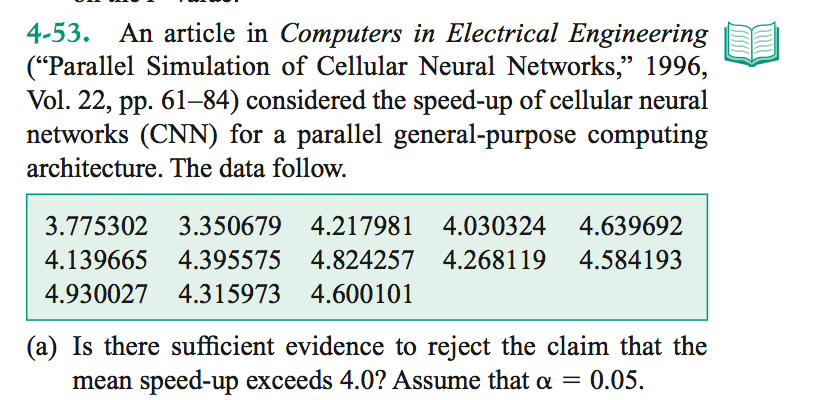 4-53. An article in Computers in Electrical Engineering
(“Parallel Simulation of Cellular Neural Networks,” 1996,
Vol. 22, pp. 61–84) considered the speed-up of cellular neural
networks (CNN) for a parallel general-purpose computing
architecture. The data follow.
3.775302 3.350679 4.217981 4.030324 4.639692
4.139665 4.395575 4.824257 4.268119 4.584193
4.930027 4.315973 4.600101
(a) Is there sufficient evidence to reject the claim that the
mean speed-up exceeds 4.0? Assume that α = 0.05.